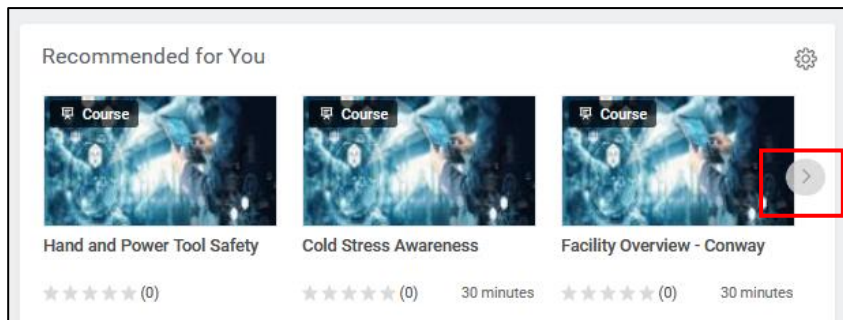 Recommended for You
Course
Course
Course
Hand and Power Tool Safety
Cold Stress Awareness
Facility Overview - Conway
(0)
(0) 30 minutes
(0) 30 minutes